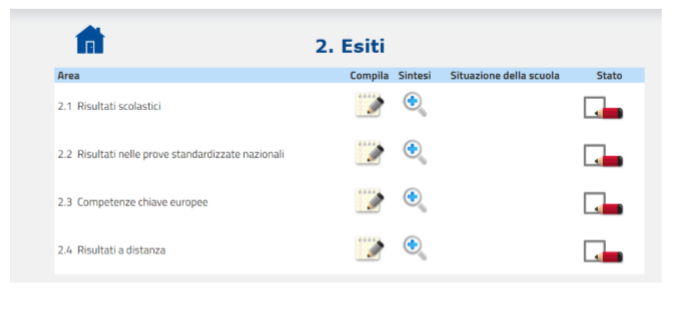 2. Esiti
Area Compila Sintesi Situazione della scuola Stato
2.1 Risultati scolastici
2.2 Risultati nelle prove standardizzate nazionali
2.3 Competenze chiave europee
2.4 Risultati a distanza